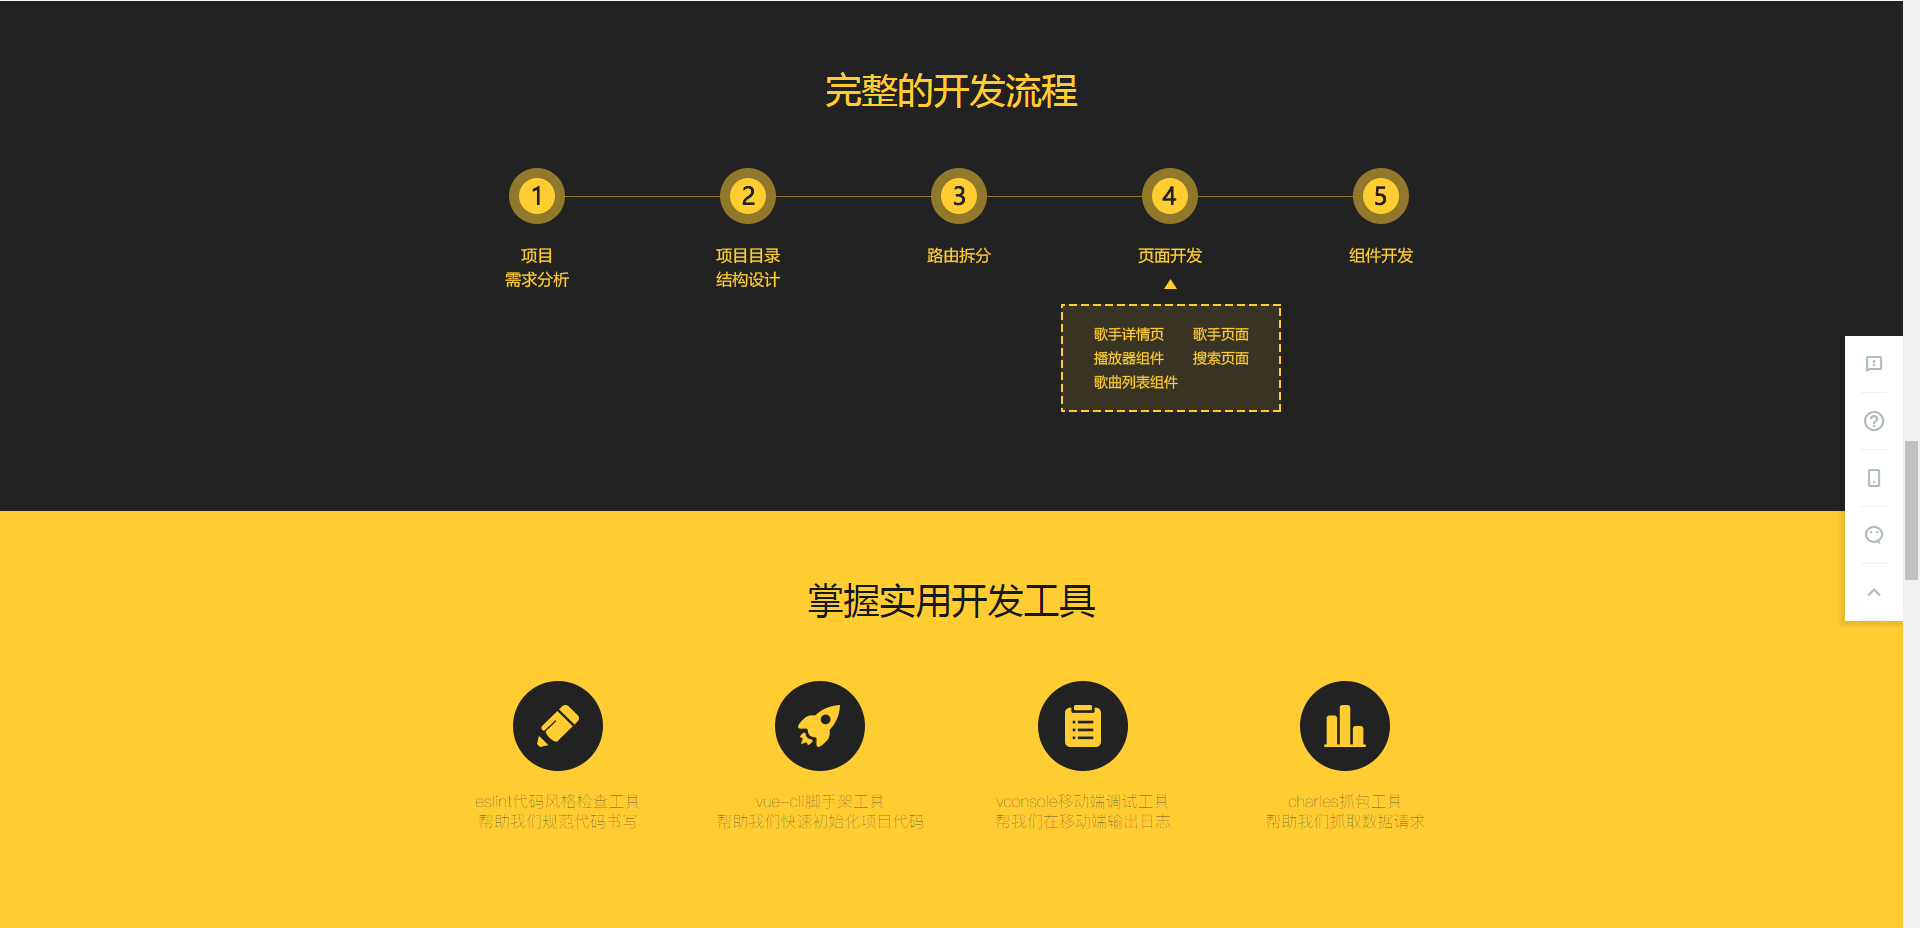 完整的开发流程
1
2
3
4
5
项目
需求分析
项目目录
结构设计
路由拆分
页面开发
组件开发
歌手详情页 歌手页面
播放器组件 搜索页面
歌曲列表组件
掌握实用开发工具
eslint代码风格检查工具
帮助我们规范代码书写
vue-cli脚手架工具
帮助我们快速初始化项目代码
vconsole移动端调试工具
帮我们在移动端输出日志
charles抓包工具
帮助我们抓取数据请求